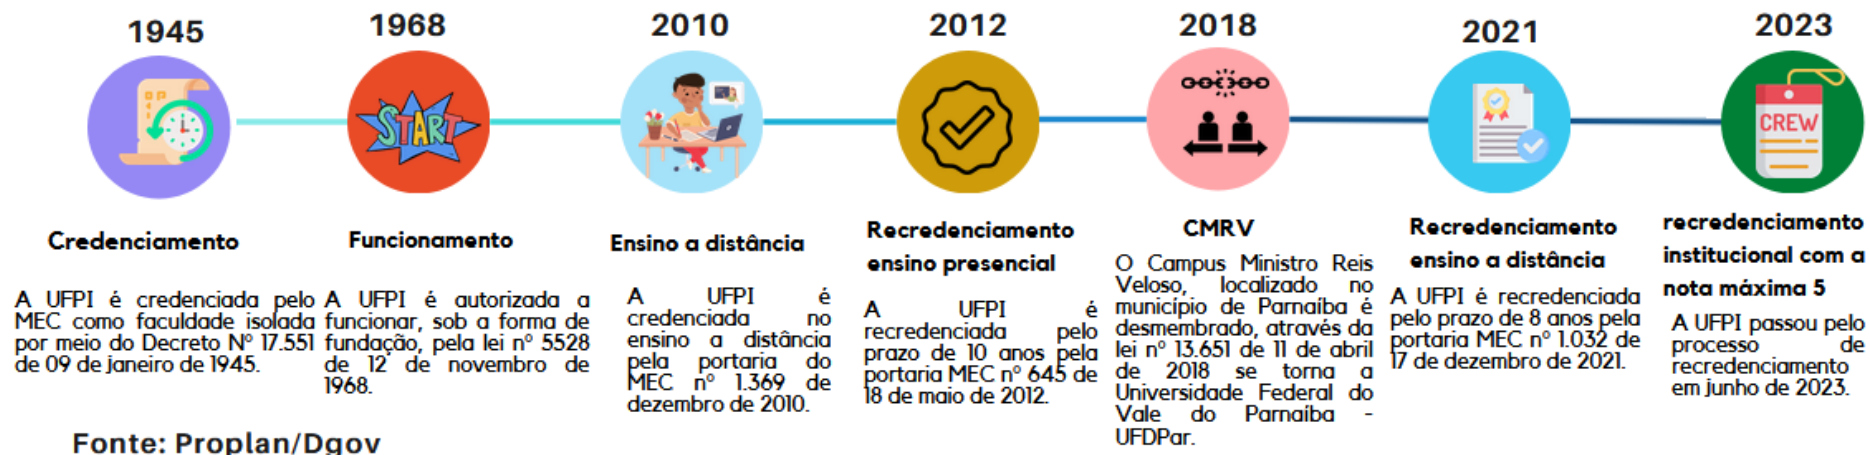 1945
1968
2010
2012
2018
2021
2023
START
CREW
Credenciamento
A UFPI é credenciada pelo
MEC como faculdade isolada
por meio do Decreto Nº 17.551
de 09 de janeiro de 1945.
Funcionamento
A UFPI é autorizada a
funcionar, sob a forma de
fundação, pela lei nº 5528
de 12 de novembro de
1968.
Ensino a distância
A UFPI é
credenciada no
ensino a distância
pela portaria do
MEC nº 1.369 de
dezembro de 2010.
Recredenciamento
ensino presencial
A UFPI é
recredenciada pelo
prazo de 10 anos pela
portaria MEC nº 645 de
18 de maio de 2012.
CMRV
O Campus Ministro Reis
Veloso, localizado no
município de Parnaíba é
desmembrado, através da
lei nº 13.651 de 11 de abril
de 2018 se torna a
Universidade Federal do
Vale do Parnaíba -
UFDPar.
Recredenciamento
ensino a distância
A UFPI é recredenciada
pelo prazo de 8 anos pela
portaria MEC nº 1.032 de
17 de dezembro de 2021.
recredenciamento
institucional com a
nota máxima 5
A UFPI passou pelo
processo de
recredenciamento
em junho de 2023.
Fonte: Proplan/Dgov